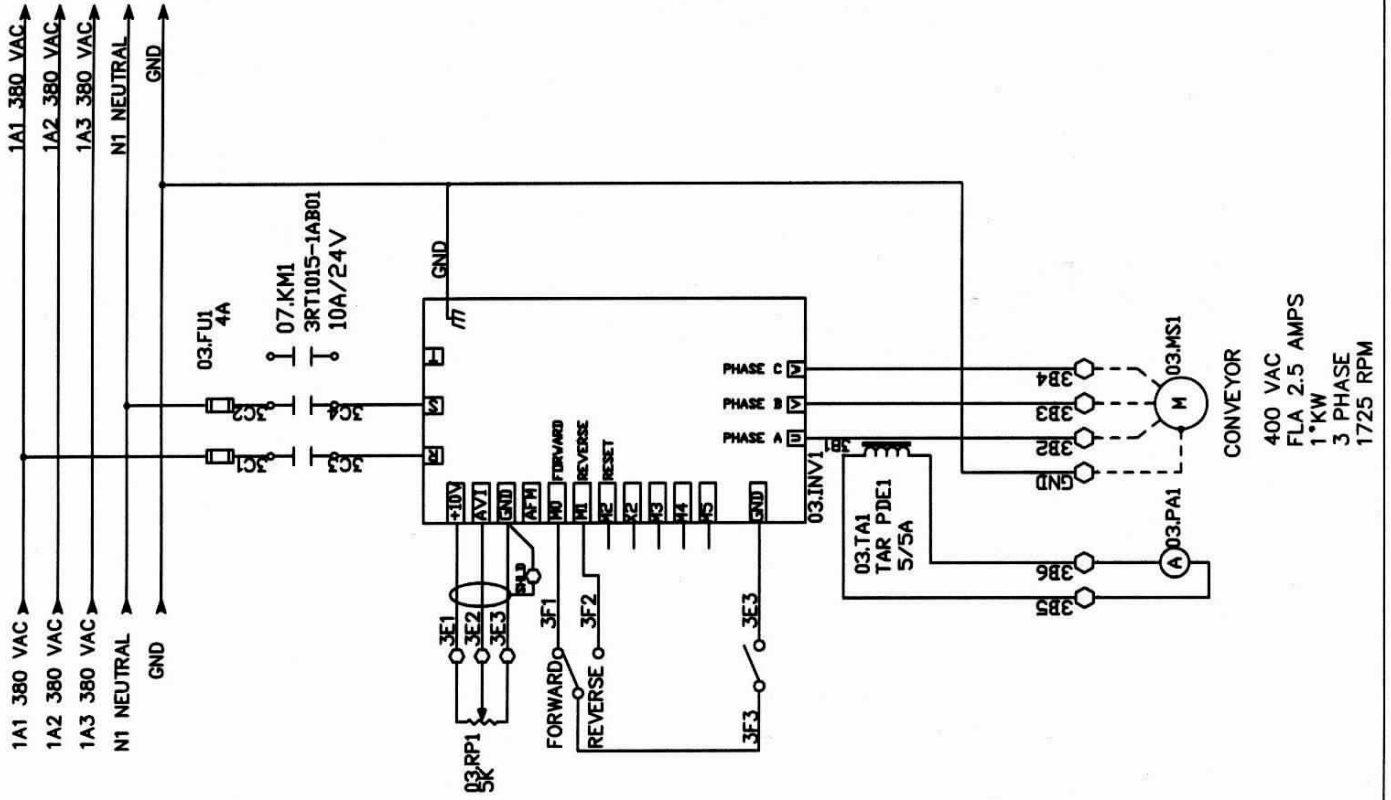 1A1 380 VAC
1A2 380 VAC
1A3 380 VAC
N1 NEUTRAL
GND
1A1 380 VAC
1A2 380 VAC
1A3 380 VAC
N1 NEUTRAL
GND
03.FU1
4A
07.KM1
3RT1015-1AB01
10A/24V
3C2
3C4
3C1
3C3
GND
R
S
T
+10V
AVI
GND
AFM
M0
FORWARD
M1
REVERSE
M2
RESET
X2
M3
M4
M5
GND
PHASE C
PHASE B
PHASE A
W
V
U
03.INV1
SHLD
3E1
3E2
3E3
03.RP1
5K
3F1
3F2
FORWARD
REVERSE
3F3
3E3
3B1
03.TA1
TAR PDE1
5/5A
3B4
3B3
3B2
GND
3B6
3B5
A
03.PA1
M
03.MS1
CONVEYOR
400 VAC
FLA 2.5 AMPS
1"KW
3 PHASE
1725 RPM